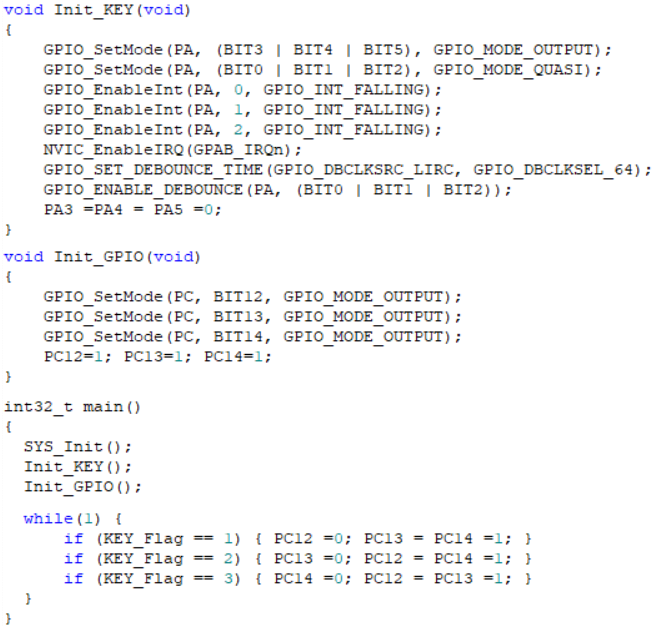 void Init_KEY(void)
{
    GPIO_SetMode(PA, (BIT3 | BIT4 | BIT5), GPIO_MODE_OUTPUT);
    GPIO_SetMode(PA, (BIT0 | BIT1 | BIT2), GPIO_MODE_QUASI);
    GPIO_EnableInt(PA, 0, GPIO_INT_FALLING);
    GPIO_EnableInt(PA, 1, GPIO_INT_FALLING);
    GPIO_EnableInt(PA, 2, GPIO_INT_FALLING);
    NVIC_EnableIRQ(GPAB_IRQn);
    GPIO_SET_DEBOUNCE_TIME(GPIO_DBCLKSRC_LIRC, GPIO_DBCLKSEL_64);
    GPIO_ENABLE_DEBOUNCE(PA, (BIT0 | BIT1 | BIT2));
    PA3 =PA4 = PA5 =0;
}
void Init_GPIO(void)
{
    GPIO_SetMode(PC, BIT12, GPIO_MODE_OUTPUT);
    GPIO_SetMode(PC, BIT13, GPIO_MODE_OUTPUT);
    GPIO_SetMode(PC, BIT14, GPIO_MODE_OUTPUT);
    PC12=1; PC13=1; PC14=1;
}
int32_t main()
{
  SYS_Init();
  Init_KEY();
  Init_GPIO();
  while(1) {
      if (KEY_Flag == 1) { PC12 =0; PC13 = PC14 =1; }
      if (KEY_Flag == 2) { PC13 =0; PC12 = PC14 =1; }
      if (KEY_Flag == 3) { PC14 =0; PC12 = PC13 =1; }
  }
}